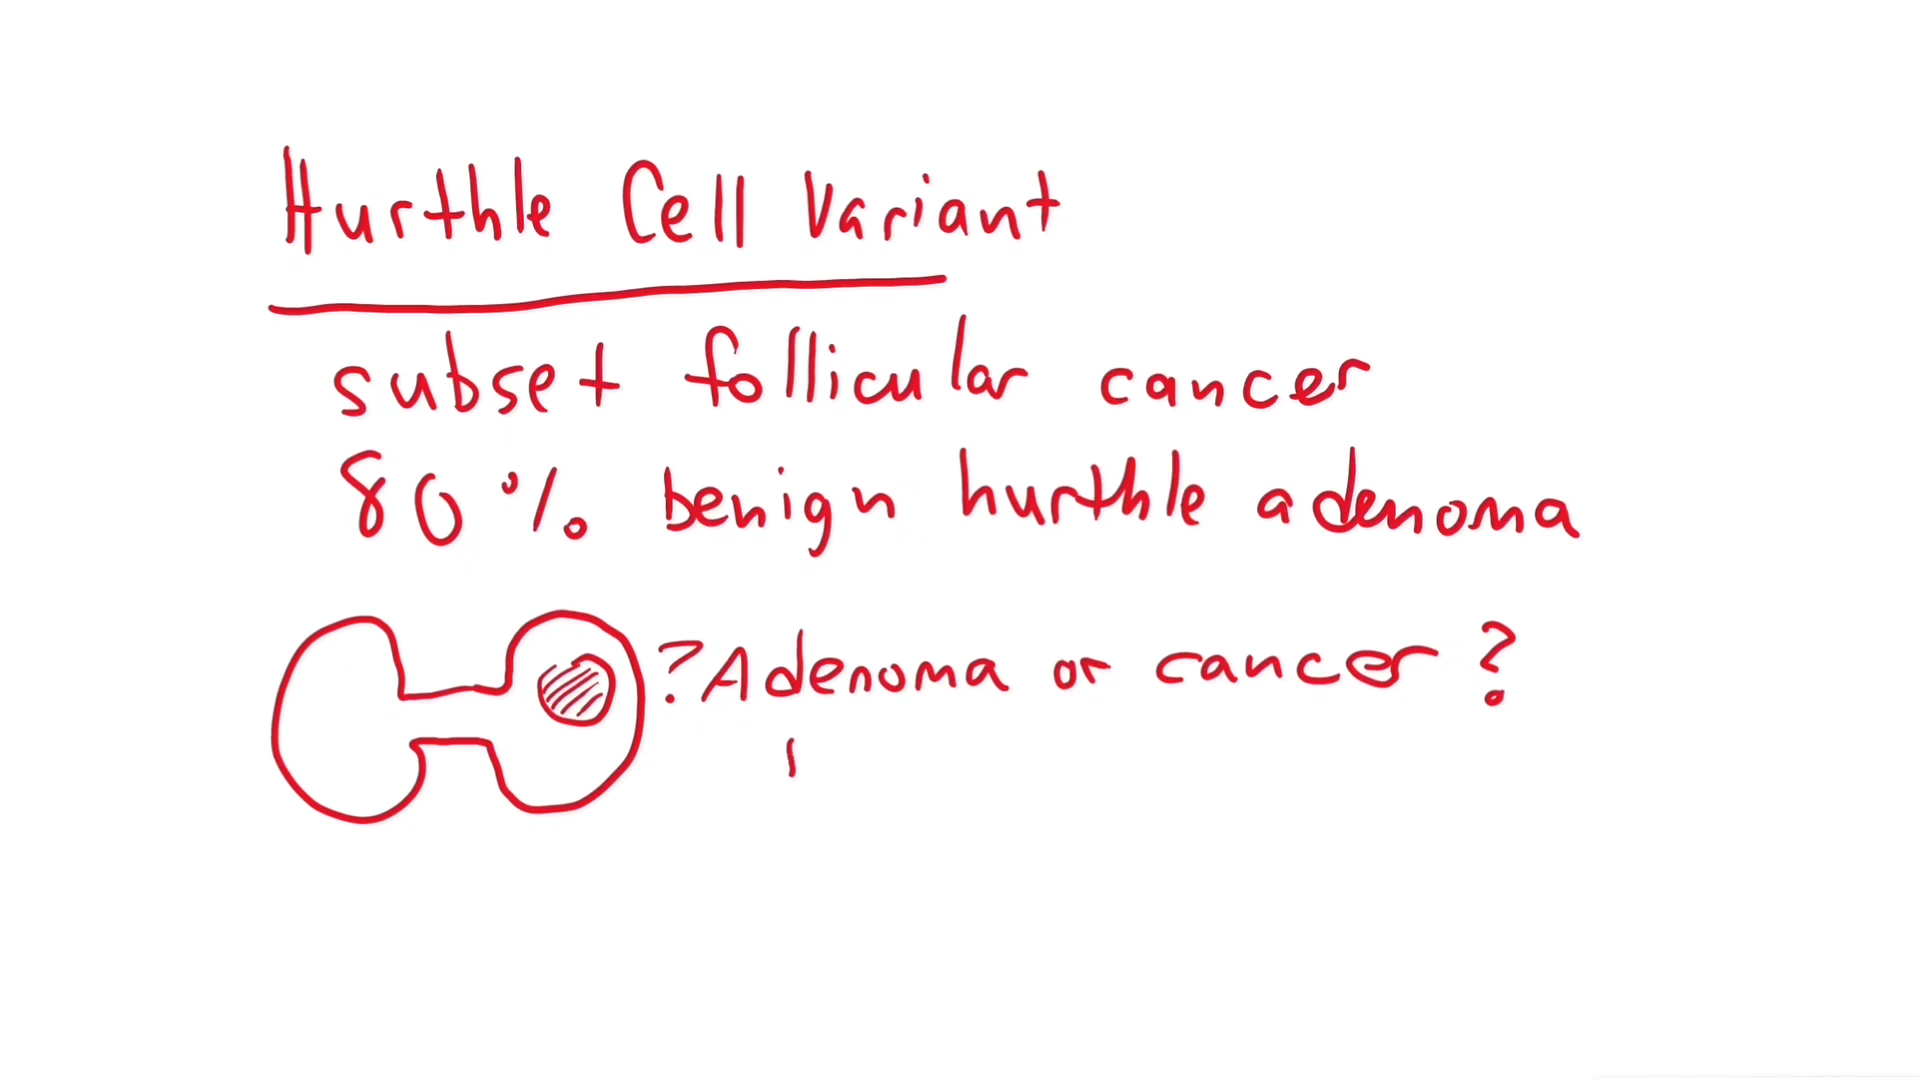 Hurthle Cell Variant
subset follicular cancer
80% benign hurthle adenoma
?Adenoma or cancer?